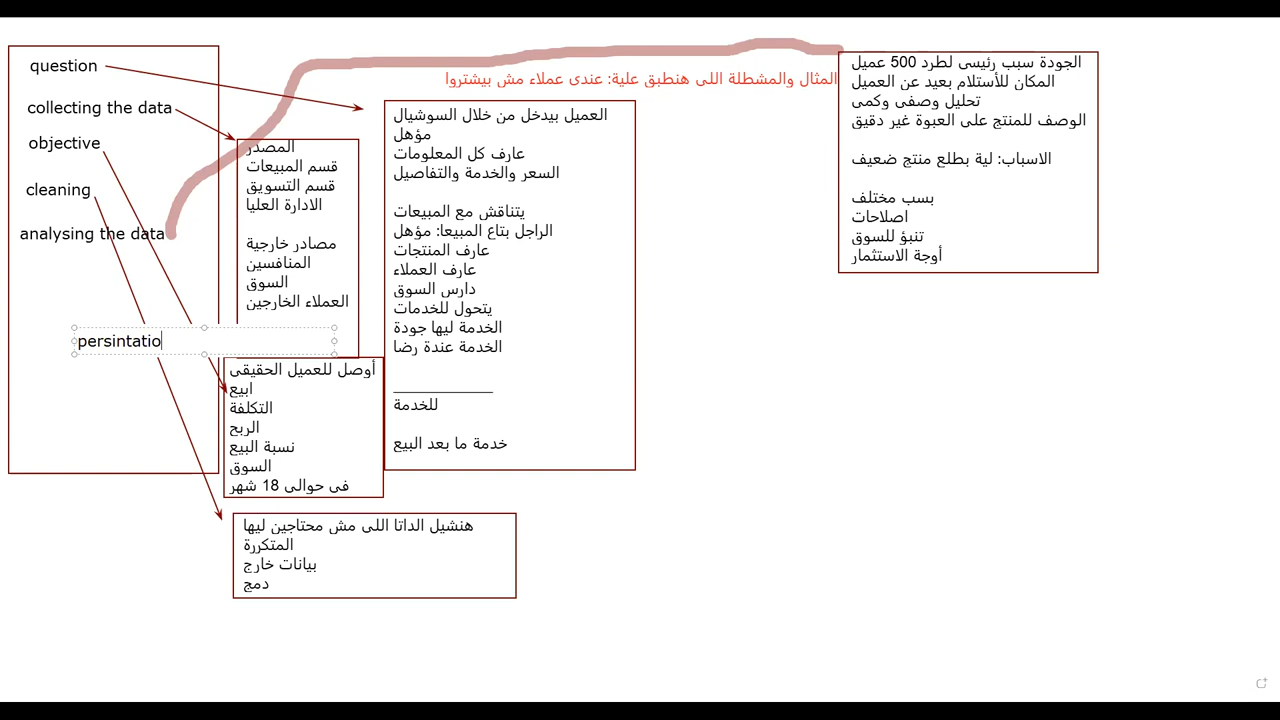 question
collecting the data
objective
cleaning
analysing the data
persintatio
المثال والمشطلة اللى هنطبق علية: عندى عملاء مش بيشتروا
المصدر
قسم المبيعات
قسم التسويق
الادارة العليا
مصادر خارجية
المنافسين
السوق
العملاء الخارجين
أوصل للعميل الحقيقى
ابيع
التكلفة
الربح
نسبة البيع
السوق
فى حوالى 18 شهر
هنشيل الداتا اللى مش محتاجين ليها
المتكررة
بيانات خارج
دمج
العميل بيدخل من خلال السوشيال
مؤهل
عارف كل المعلومات
السعر والخدمة والتفاصيل
يتناقش مع المبيعات
الراجل بتاع المبيعا: مؤهل
عارف المنتجات
عارف العملاء
دارس السوق
يتحول للخدمات
الخدمة ليها جودة
الخدمة عندة رضا
للخدمة
خدمة ما بعد البيع
الجودة سبب رئيسى لطرد 500 عميل
المكان للأستلام بعيد عن العميل
تحليل وصفى وكمى
الوصف للمنتج على العبوة غير دقيق
الاسباب: لية بطلع منتج ضعيف
بسب مختلف
اصلاحات
تنبؤ للسوق
أوجة الاستثمار